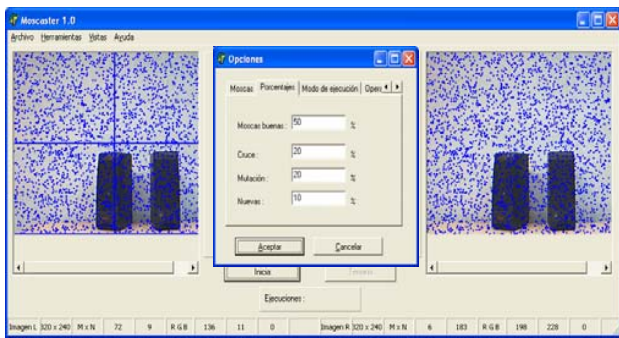 Moscaster 1.0
Archivo Herramientas Vistas Ayuda
Opciones
Moscas Porcentajes Modo de ejecución Oper
Moscas buenas : 50 %
Cruce : 20 %
Mutación : 20 %
Nuevas : 10 %
Aceptar Cancelar
Inicia
Ejecuciones :
Imagen L 320 x 240 M x N 72 9 R G B 136 11 0 Imagen R 320 x 240 M x N 6 183 R G B 198 228 0